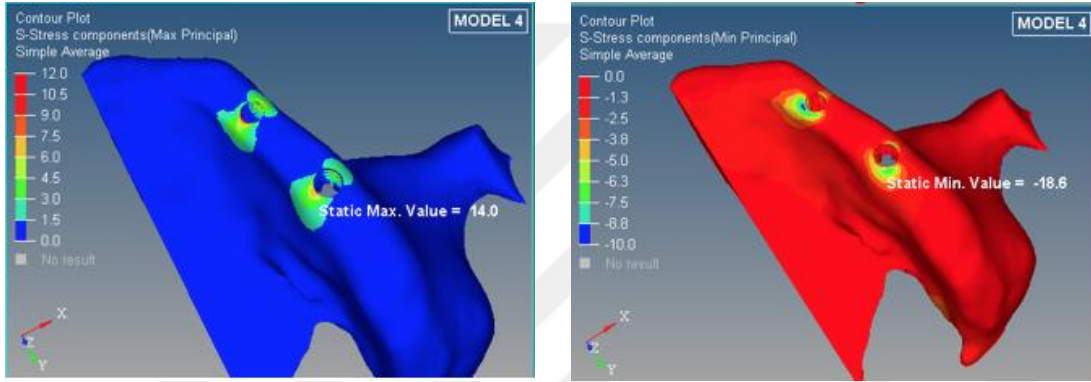 Contour Plot
S-Stress components(Max Principal)
Simple Average
12.0
10.5
9.0
7.5
6.0
4.5
3.0
1.5
0.0
No result
MODEL 4
Static Max. Value = 14.0
X
Z
Y
Contour Plot
S-Stress components(Min Principal)
Simple Average
0.0
-1.3
-2.5
-3.8
-5.0
-6.3
-7.5
-8.8
-10.0
No result
MODEL 4
Static Min. Value = -18.6
X
Z
Y